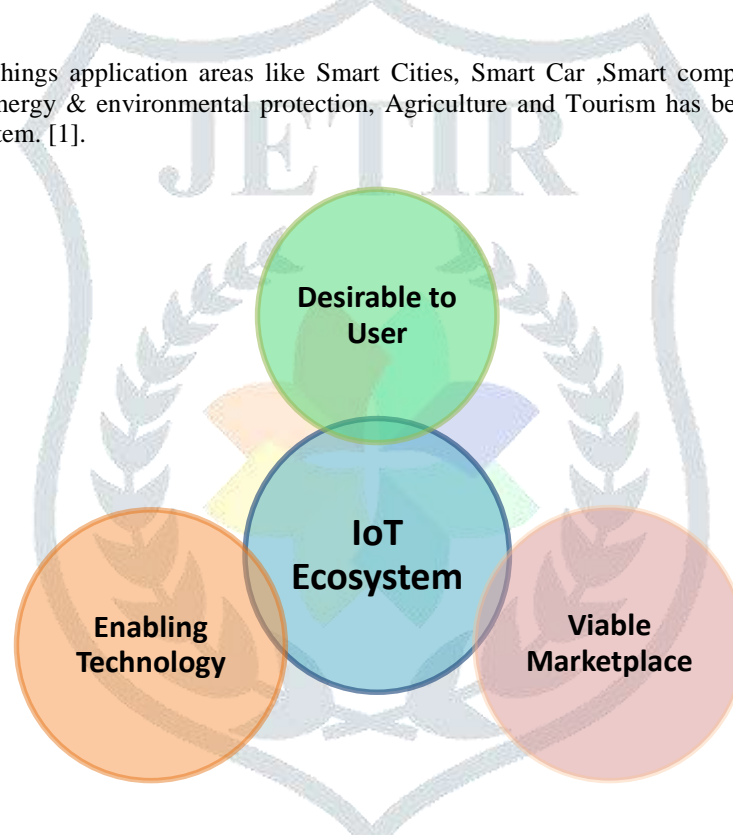 hings application areas like Smart Cities, Smart Car ,Smart comp
nergy & environmental protection, Agriculture and Tourism has be
tem. [1].
JETIR
Desirable to
User
IoT
Ecosystem
Enabling
Technology
Viable
Marketplace